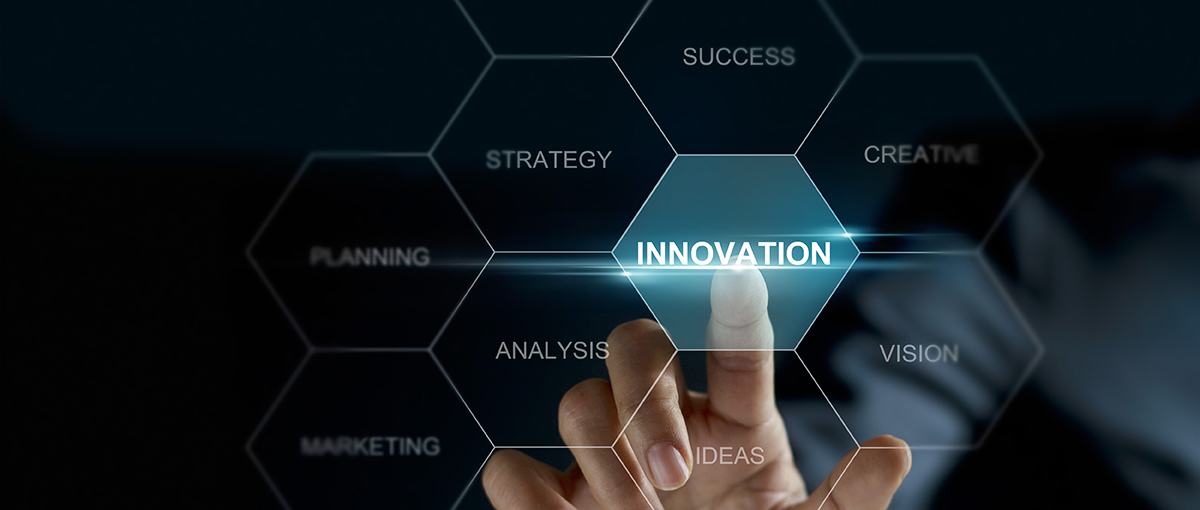 SUCCESS
STRATEGY
CREATIVE
PLANNING
INNOVATION
ANALYSIS
VISION
MARKETING
IDEAS